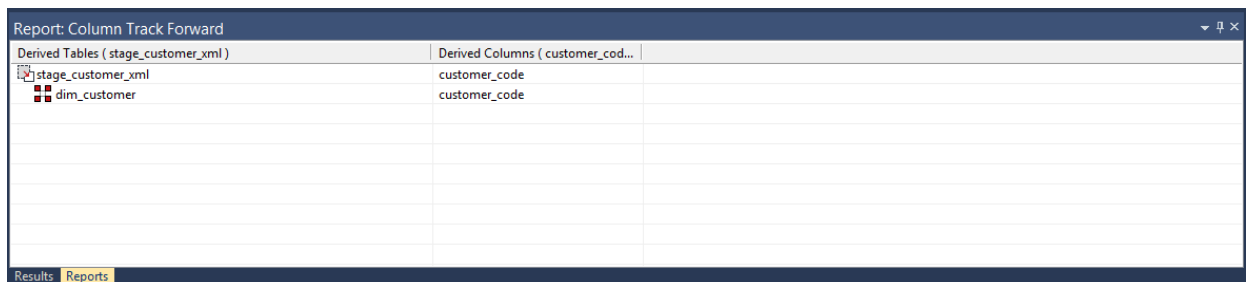 Report: Column Track Forward
Derived Tables ( stage_customer_xml ) Derived Columns ( customer_cod...
stage_customer_xml customer_code
dim_customer customer_code
Results Reports